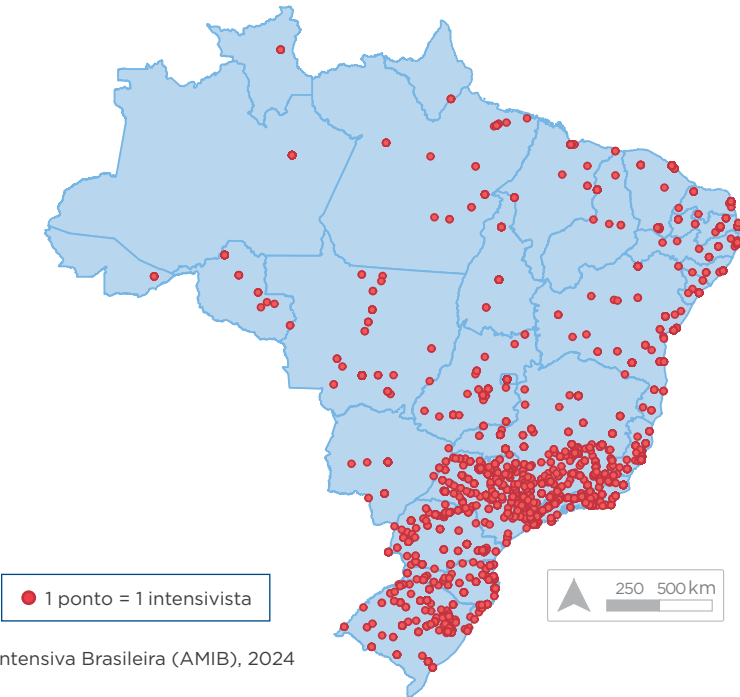 1 ponto = 1 intensivista
250 500 km
ntensiva Brasileira (AMIB), 2024